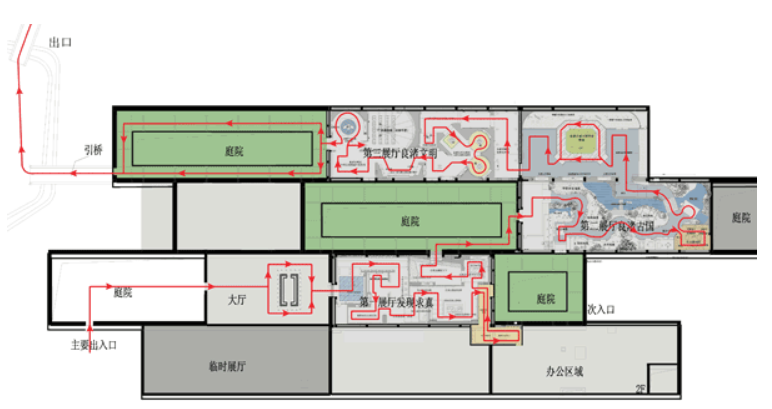 出口
引桥
庭院
第三展厅良渚文明
庭院
第二展厅良渚古国
庭院
庭院
大厅
第一展厅发现求真
庭院
次入口
主要出入口
临时展厅
办公区域
2F